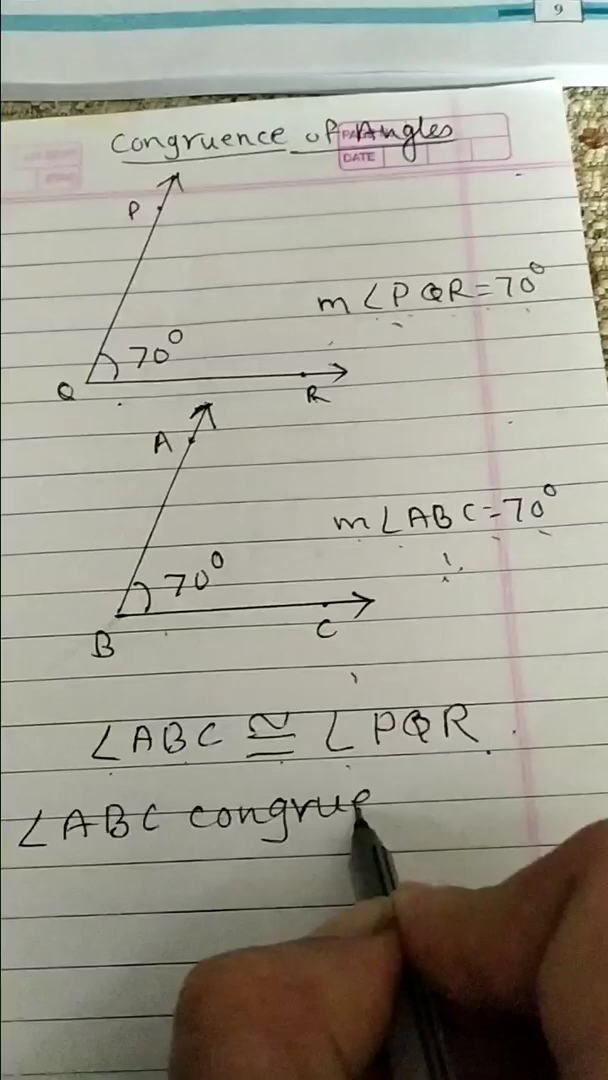 9
Congruence of Angles
DATE
P
70°
m∠PQR=70°
Q
R
A
m∠ABC=70°
70°
B
C
∠ABC ≅ ∠PQR.
∠ABC congrue